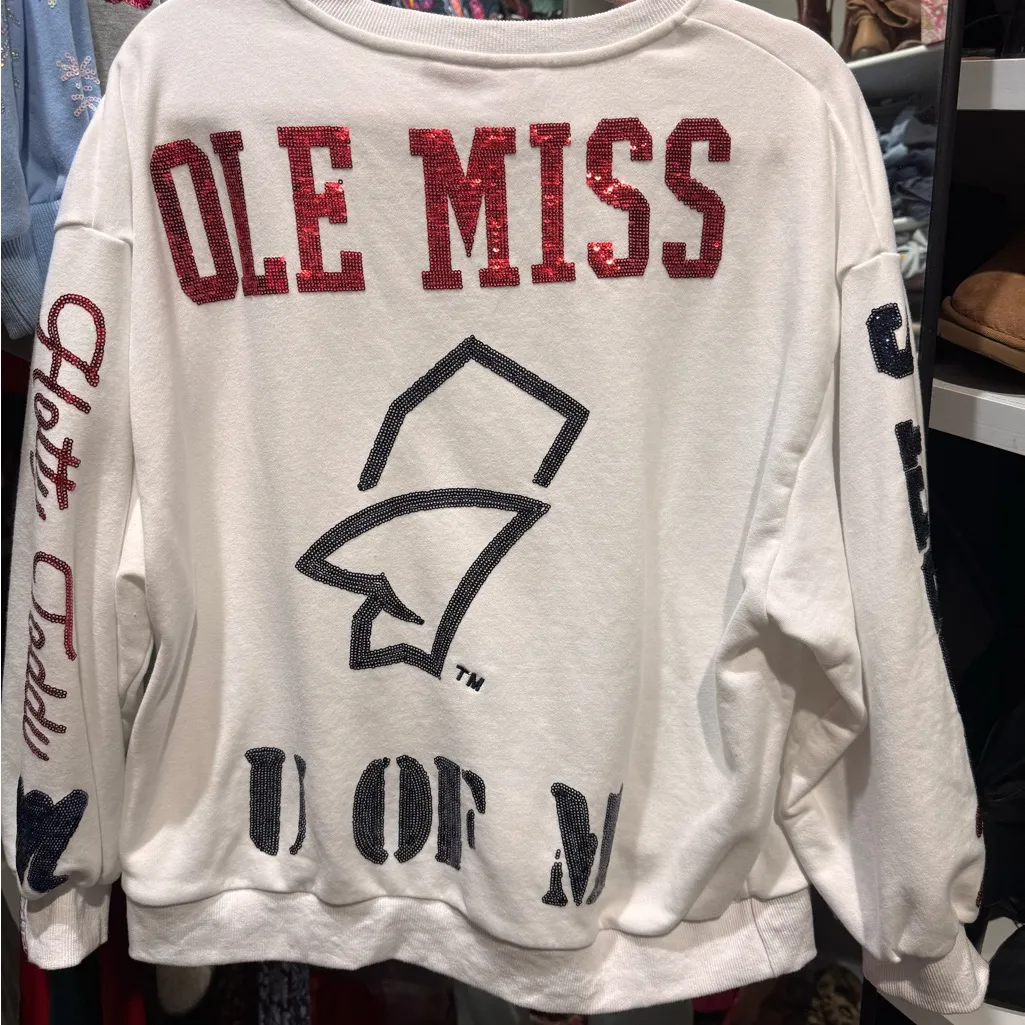 OLE MISS
Hotty Toddy
TM
U OF M